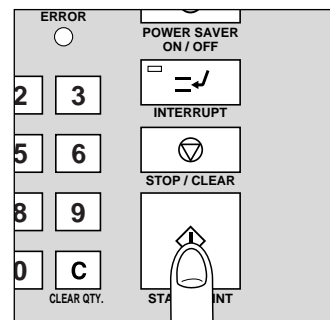 ERROR
POWER SAVER
ON / OFF
2 3
INTERRUPT
5 6
STOP / CLEAR
8 9
0 C
CLEAR QTY.